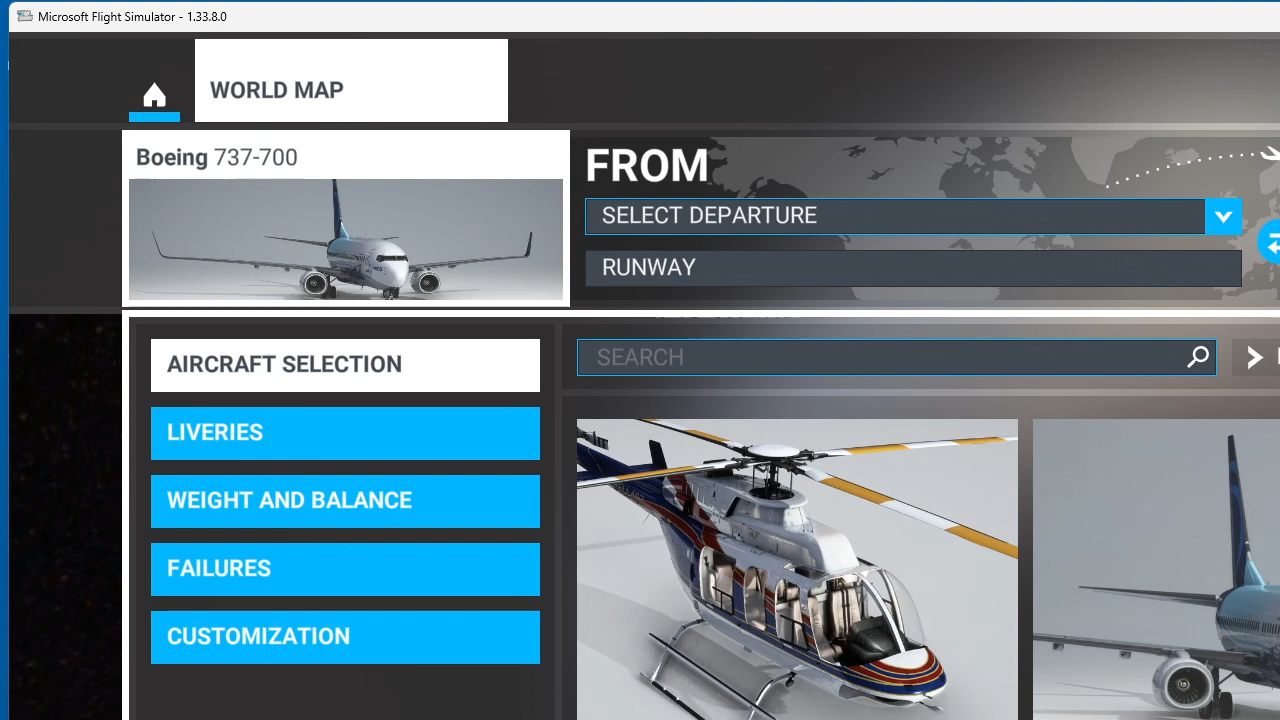 Microsoft Flight Simulator - 1.33.8.0
WORLD MAP
Boeing 737-700
FROM
SELECT DEPARTURE
RUNWAY
AIRCRAFT SELECTION
SEARCH
LIVERIES
WEIGHT AND BALANCE
FAILURES
CUSTOMIZATION